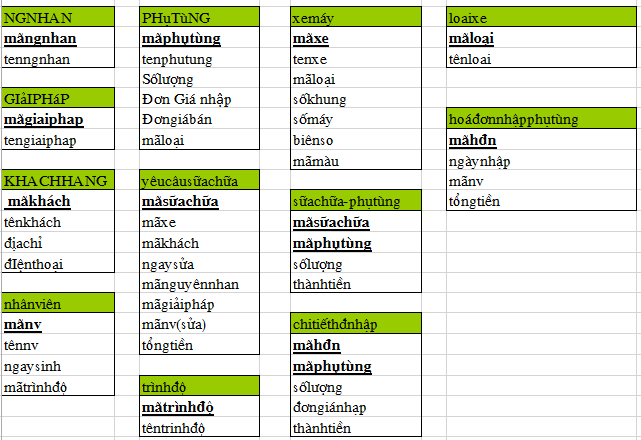 NGNHAN
mãngnhan
tenngnhan
GIảIPHáP
mãgiaiphap
tengiaiphap
KHACHHANG
mãkhách
tênkhách
địachỉ
đIệnthoại
nhânviên
mãnv
tênnv
ngaysinh
mãtrìnhđộ
PHụTùNG
mãphụtùng
tenphutung
Sốlượng
Đơn Giá nhập
Đơngiábán
mãloại
yêucâusữachữa
mãsữachữa
mãxe
mãkhách
ngaysửa
mãnguyênnhan
mãgiảipháp
mãnv(sửa)
tổngtiền
trìnhđộ
mãtrìnhđộ
têntrinhđộ
xemáy
mãxe
tenxe
mãloại
sốkhung
sốmáy
biênso
mãmàu
sữachữa-phụtùng
mãsữachữa
mãphụtùng
sốlượng
thànhtiền
chitiếthđnhập
mãhđn
mãphụtùng
sốlượng
đơngiánhạp
thànhtiền
loaixe
mãloại
tênloai
hoáđơnnhậpphụtùng
mãhđn
ngàynhập
mãnv
tổngtiền